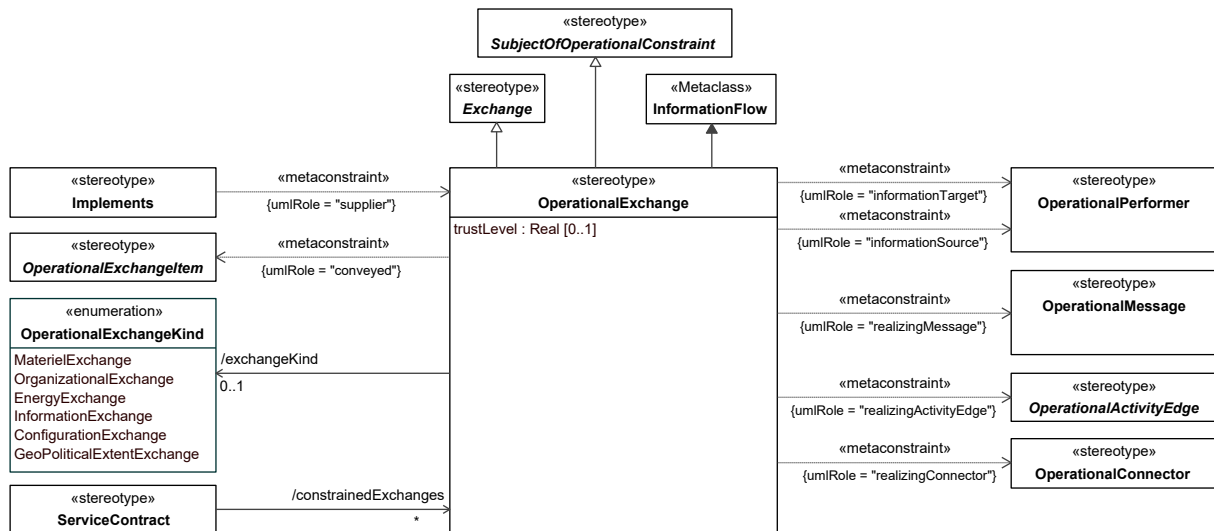 «stereotype»
SubjectOfOperationalConstraint
«stereotype»
Exchange
«Metaclass»
InformationFlow
«stereotype»
Implements
«metaconstraint»
{umlRole = "supplier"}
«stereotype»
OperationalExchange
trustLevel : Real [0..1]
«metaconstraint»
{umlRole = "informationTarget"}
«metaconstraint»
{umlRole = "informationSource"}
«stereotype»
OperationalPerformer
«stereotype»
OperationalExchangeItem
«metaconstraint»
{umlRole = "conveyed"}
«metaconstraint»
{umlRole = "realizingMessage"}
«stereotype»
OperationalMessage
«enumeration»
OperationalExchangeKind
MaterielExchange
OrganizationalExchange
EnergyExchange
InformationExchange
ConfigurationExchange
GeoPoliticalExtentExchange
/exchangeKind
0..1
«metaconstraint»
{umlRole = "realizingActivityEdge"}
«stereotype»
OperationalActivityEdge
«metaconstraint»
{umlRole = "realizingConnector"}
«stereotype»
OperationalConnector
«stereotype»
ServiceContract
/constrainedExchanges
*